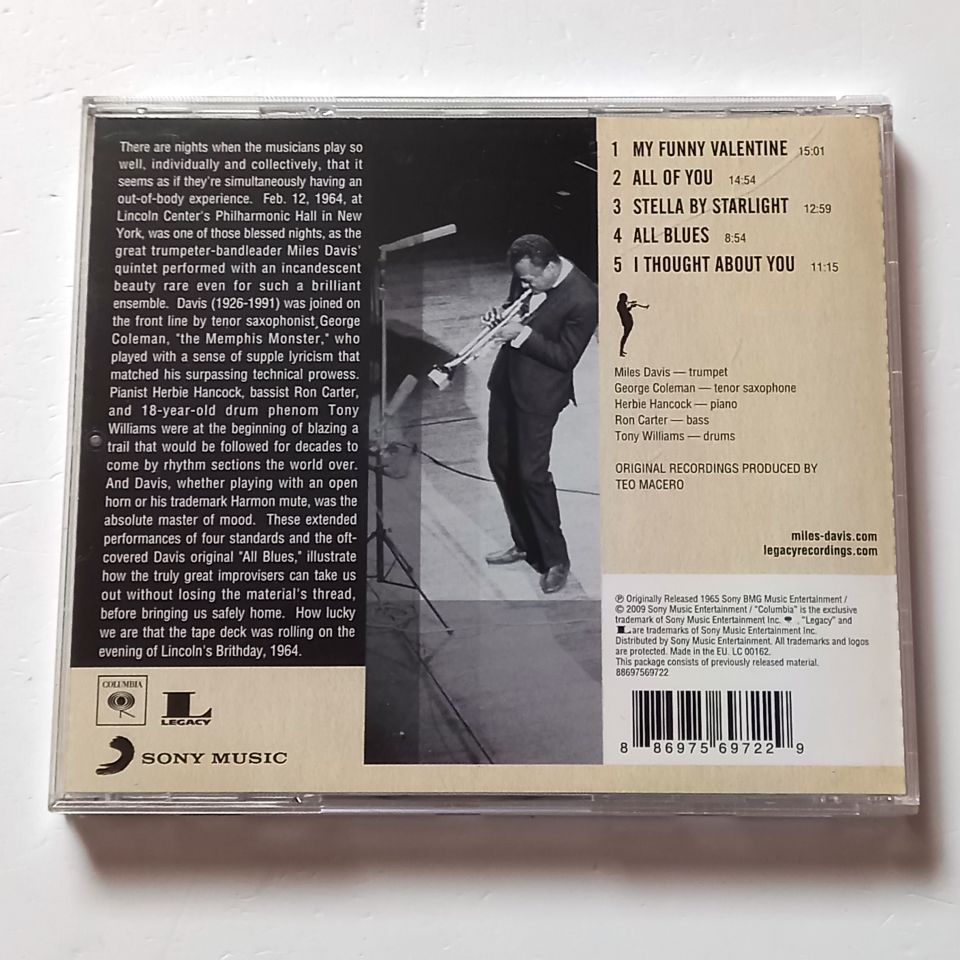 There are nights when the musicians play so
well, individually and collectively, that it
seems as if they're simultaneously having an
out-of-body experience. Feb. 12, 1964, at
Lincoln Center's Philharmonic Hall in New
York, was one of those blessed nights, as the
great trumpeter-bandleader Miles Davis'
quintet performed with an incandescent
beauty rare even for such a brilliant
ensemble. Davis (1926-1991) was joined on
the front line by tenor saxophonist George
Coleman, "the Memphis Monster," who
played with a sense of supple lyricism that
matched his surpassing technical prowess.
Pianist Herbie Hancock, bassist Ron Carter,
and 18-year-old drum phenom Tony
Williams were at the beginning of blazing a
trail that would be followed for decades to
come by rhythm sections the world over.
And Davis, whether playing with an open
horn or his trademark Harmon mute, was the
absolute master of mood. These extended
performances of four standards and the oft-
covered Davis original "All Blues," illustrate
how the truly great improvisers can take us
out without losing the material's thread,
before bringing us safely home. How lucky
we are that the tape deck was rolling on the
evening of Lincoln's Brithday, 1964.
COLUMBIA
L
LEGACY
SONY MUSIC
1 MY FUNNY VALENTINE 15:01
2 ALL OF YOU 14:54
3 STELLA BY STARLIGHT 12:59
4 ALL BLUES 8:54
5 I THOUGHT ABOUT YOU 11:15
Miles Davis — trumpet
George Coleman — tenor saxophone
Herbie Hancock — piano
Ron Carter — bass
Tony Williams — drums
ORIGINAL RECORDINGS PRODUCED BY
TEO MACERO
miles-davis.com
legacyrecordings.com
℗ Originally Released 1965 Sony BMG Music Entertainment /
© 2009 Sony Music Entertainment / "Columbia" is the exclusive
trademark of Sony Music Entertainment Inc. , "Legacy" and
L are trademarks of Sony Music Entertainment Inc.
Distributed by Sony Music Entertainment. All trademarks and logos
are protected. Made in the EU. LC 00162.
This package consists of previously released material.
88697569722
8 86975 69722 9